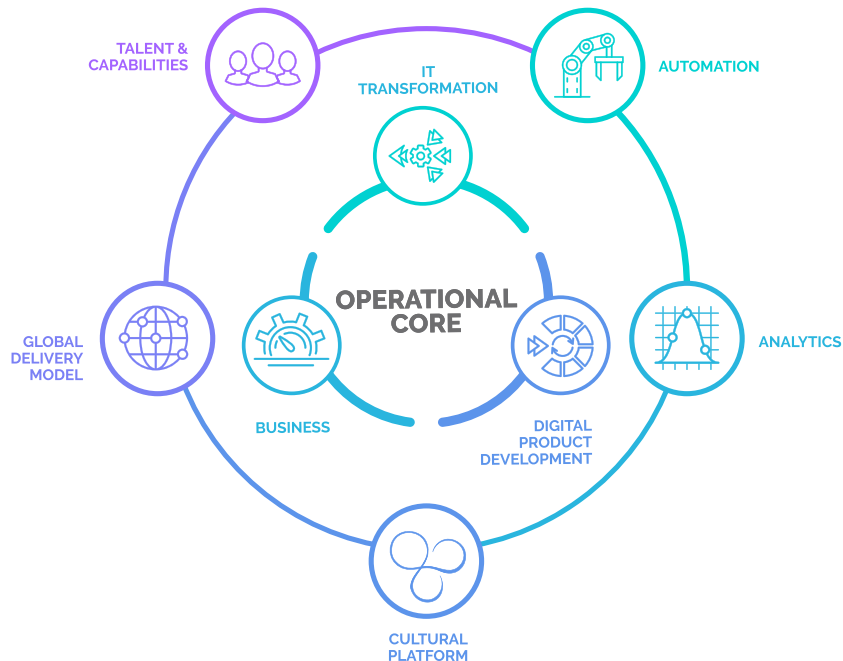 TALENT &
CAPABILITIES
IT
TRANSFORMATION
AUTOMATION
OPERATIONAL
CORE
GLOBAL
DELIVERY
MODEL
ANALYTICS
BUSINESS
DIGITAL
PRODUCT
DEVELOPMENT
CULTURAL
PLATFORM